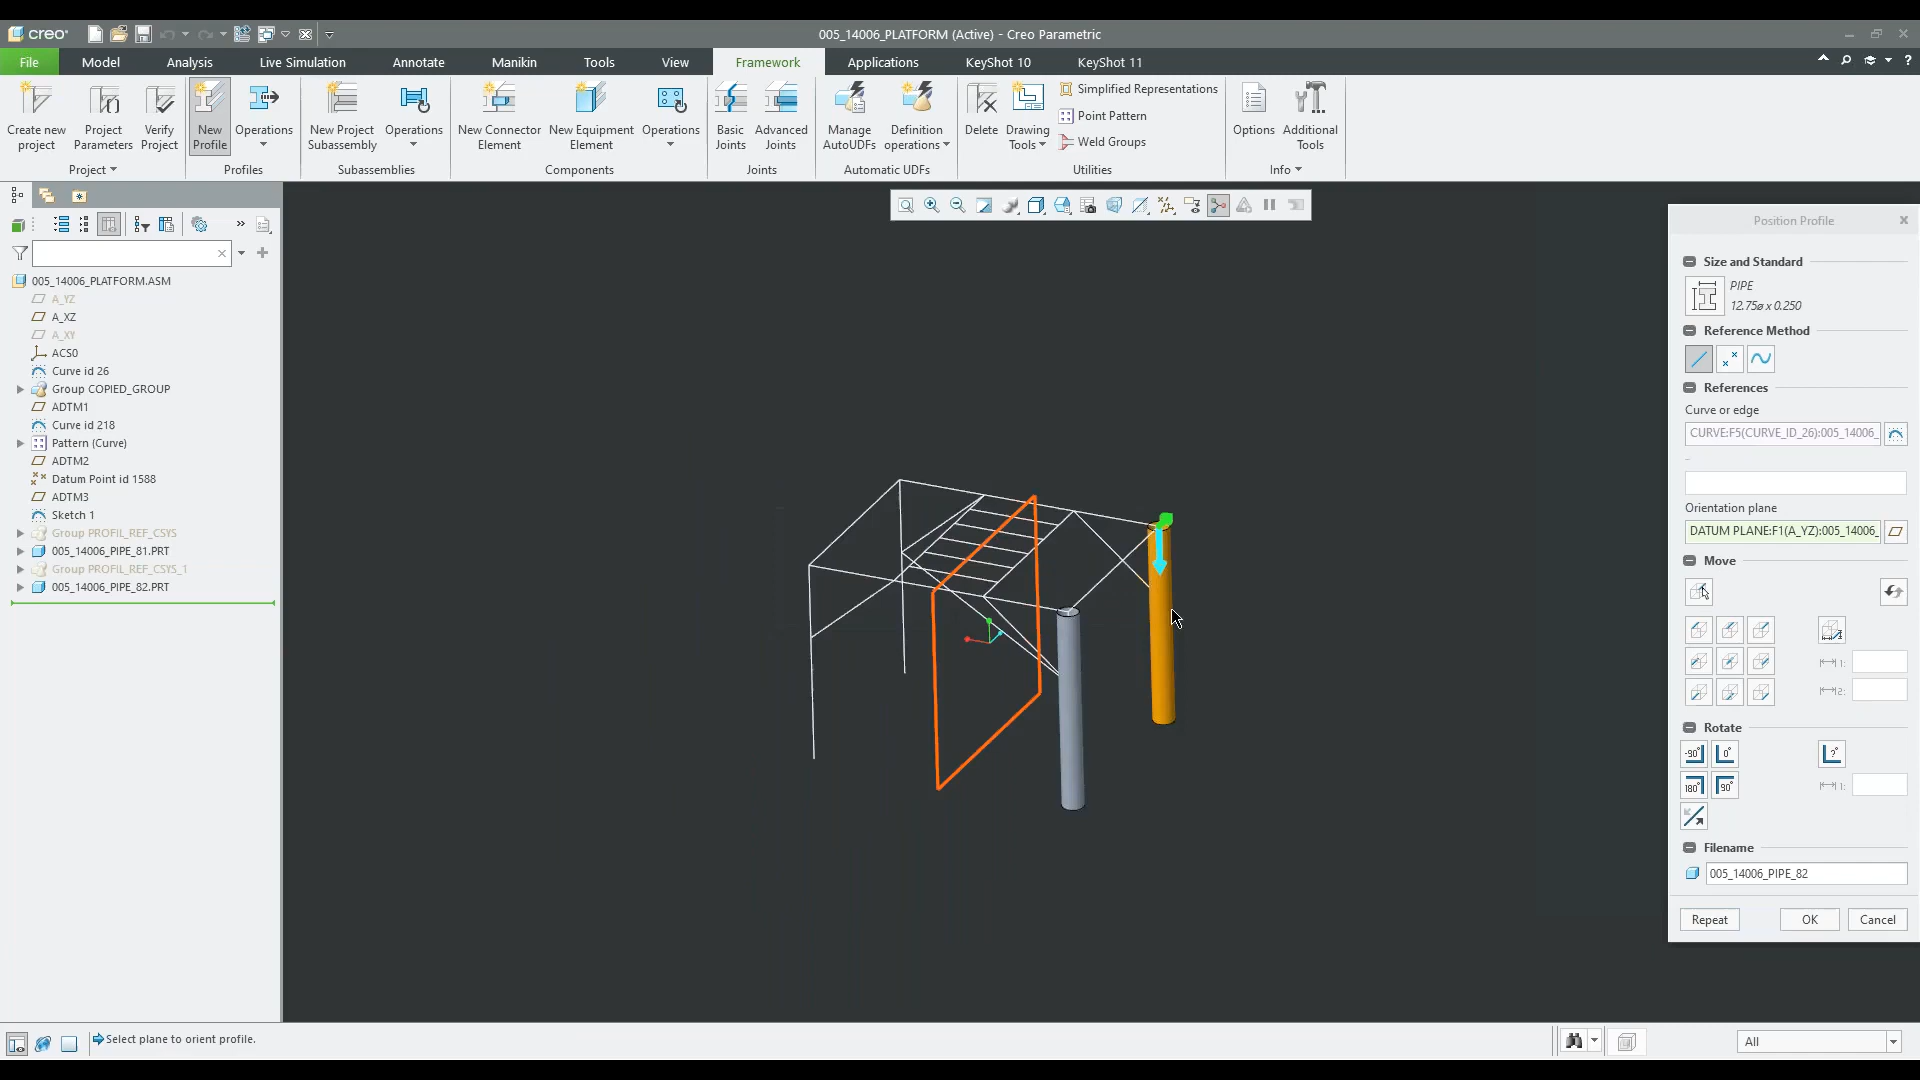 creo®
005_14006_PLATFORM (Active) - Creo Parametric
File
Model
Analysis
Live Simulation
Annotate
Manikin
Tools
View
Framework
Applications
KeyShot 10
KeyShot 11
Create new project
Project Parameters
Verify Project
New Profile
Operations
New Project Subassembly
Operations
New Connector Element
New Equipment Element
Operations
Basic Joints
Advanced Joints
Manage AutoUDFs
Definition operations
Delete
Drawing Tools
Simplified Representations
Point Pattern
Weld Groups
Options
Additional Tools
Project
Profiles
Subassemblies
Components
Joints
Automatic UDFs
Utilities
Info
005_14006_PLATFORM.ASM
A_YZ
A_XZ
A_XY
ACS0
Curve id 26
Group COPIED_GROUP
ADTM1
Curve id 218
Pattern (Curve)
ADTM2
Datum Point id 1588
ADTM3
Sketch 1
Group PROFIL_REF_CSYS
005_14006_PIPE_81.PRT
Group PROFIL_REF_CSYS_1
005_14006_PIPE_82.PRT
Position Profile
Size and Standard
PIPE
12.75ø x 0.250
Reference Method
References
Curve or edge
CURVE:F5(CURVE_ID_26):005_14006_
--
Orientation plane
DATUM PLANE:F1(A_YZ):005_14006_
Move
1:
2:
Rotate
-90°
0°
?
180°
90°
1:
Filename
005_14006_PIPE_82
Repeat
OK
Cancel
Select plane to orient profile.
All